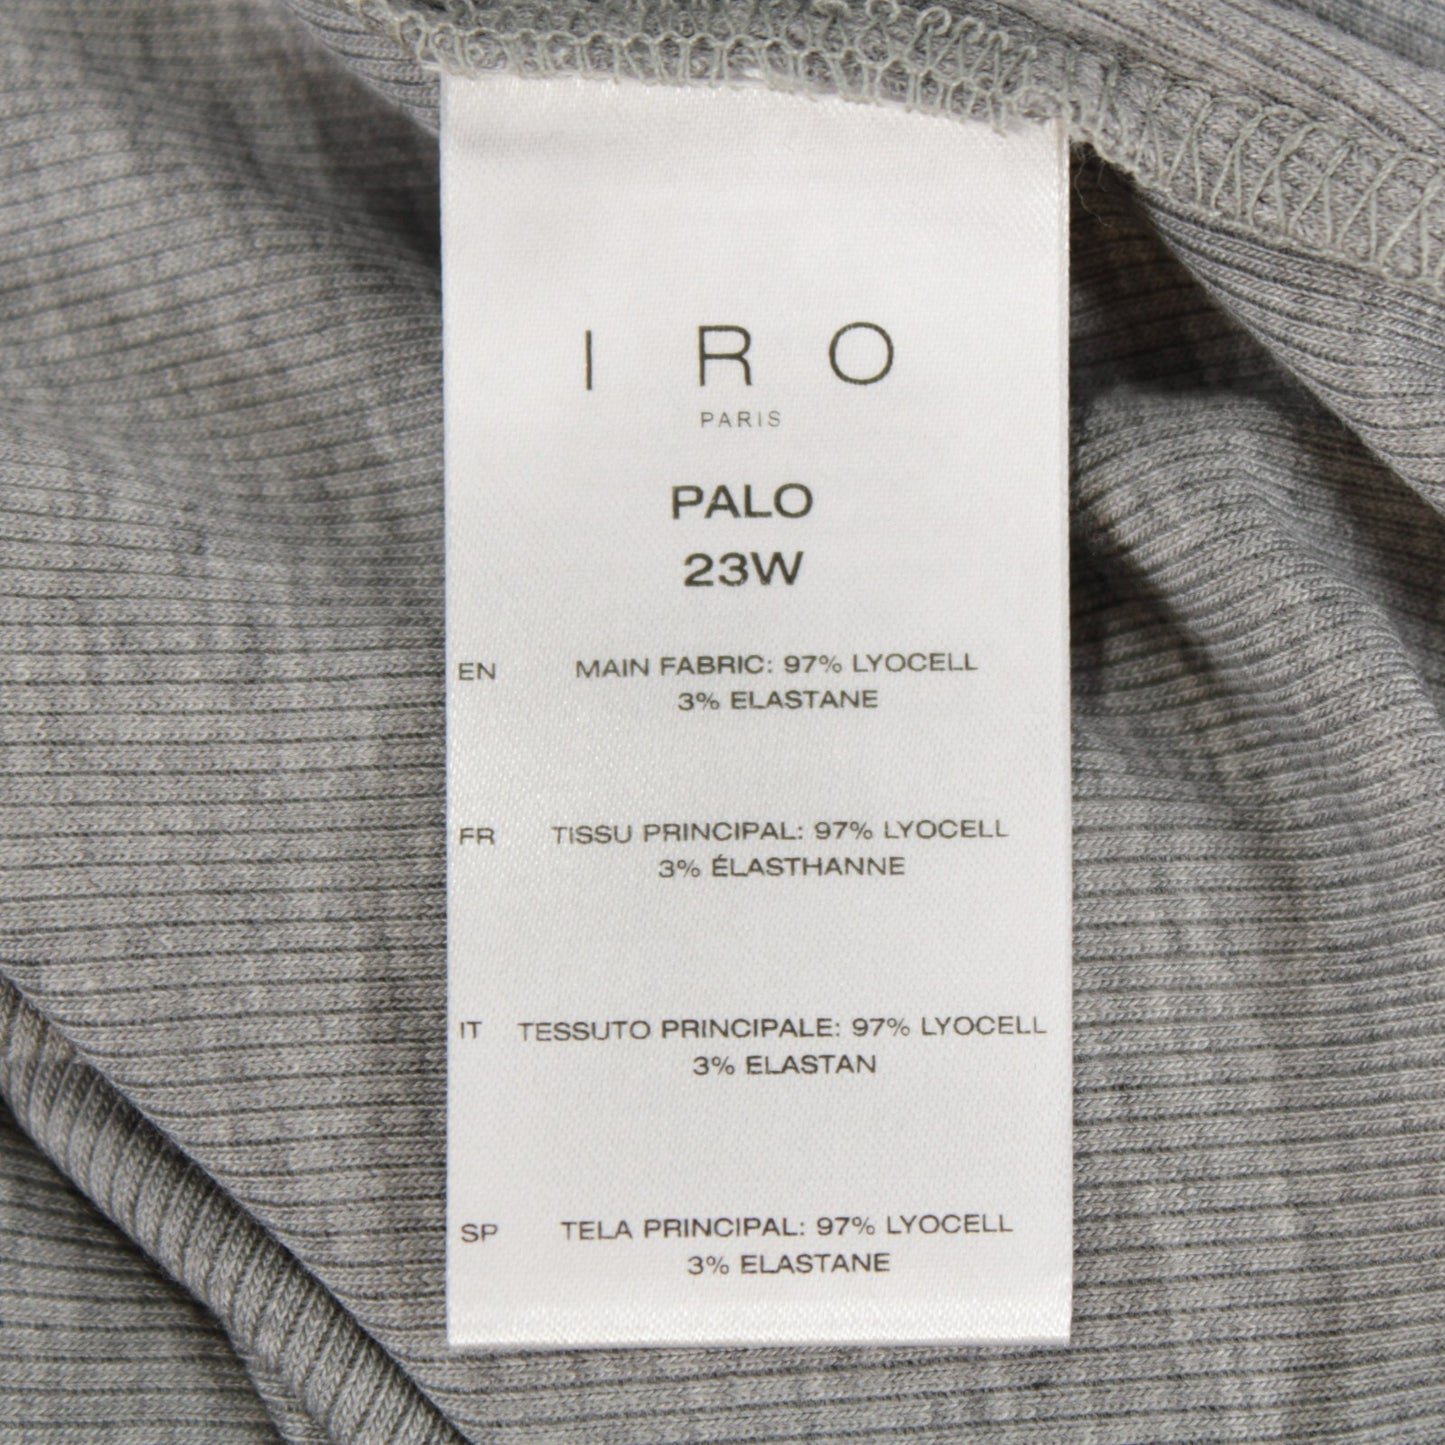 IRO
PARIS
PALO
23W
EN MAIN FABRIC: 97% LYOCELL
3% ELASTANE
FR TISSU PRINCIPAL: 97% LYOCELL
3% ÉLASTHANNE
IT TESSUTO PRINCIPALE: 97% LYOCELL
3% ELASTAN
SP TELA PRINCIPAL: 97% LYOCELL
3% ELASTANE